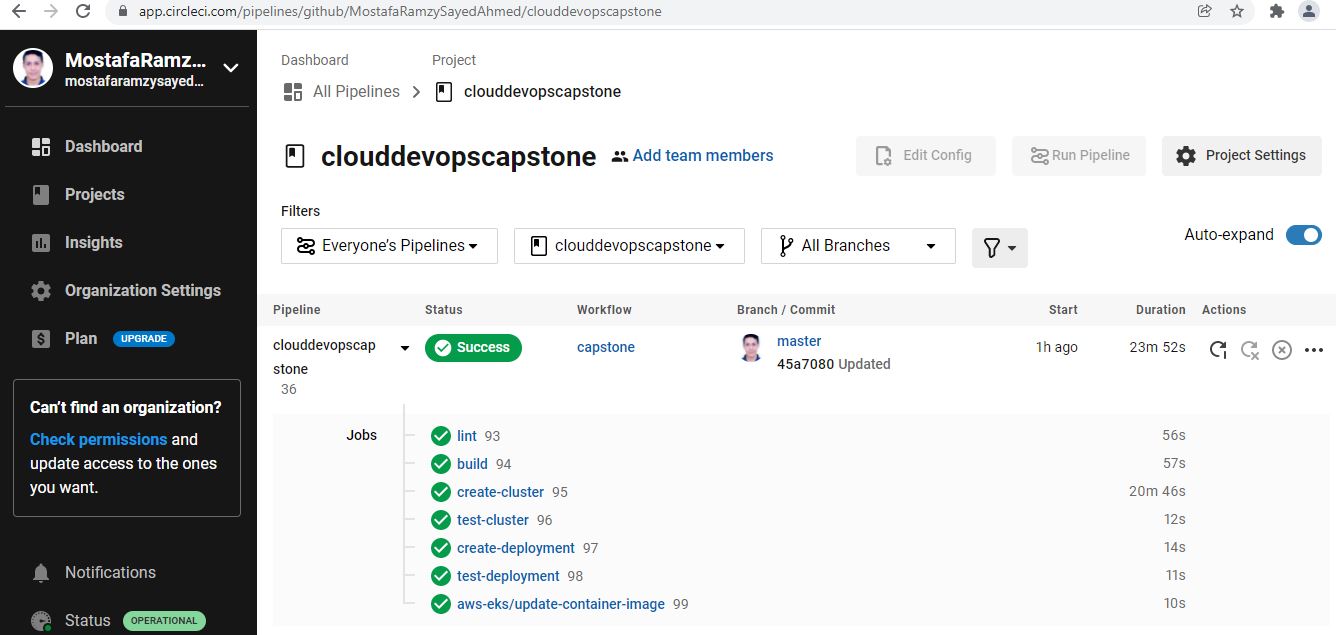 app.circleci.com/pipelines/github/MostafaRamzySayedAhmed/clouddevopscapstone
MostafaRamz...
mostafaramzysayed...
Dashboard
Projects
Insights
Organization Settings
Plan UPGRADE
Can't find an organization?
Check permissions and
update access to the ones
you want.
Notifications
Status OPERATIONAL
Dashboard Project
All Pipelines > clouddevopscapstone
clouddevopscapstone Add team members Edit Config Run Pipeline Project Settings
Filters
Everyone's Pipelines clouddevopscapstone All Branches Auto-expand
Pipeline Status Workflow Branch / Commit Start Duration Actions
clouddevopscap
stone
36
Success capstone master 1h ago 23m 52s
45a7080 Updated
Jobs
lint 93 56s
build 94 57s
create-cluster 95 20m 46s
test-cluster 96 12s
create-deployment 97 14s
test-deployment 98 11s
aws-eks/update-container-image 99 10s